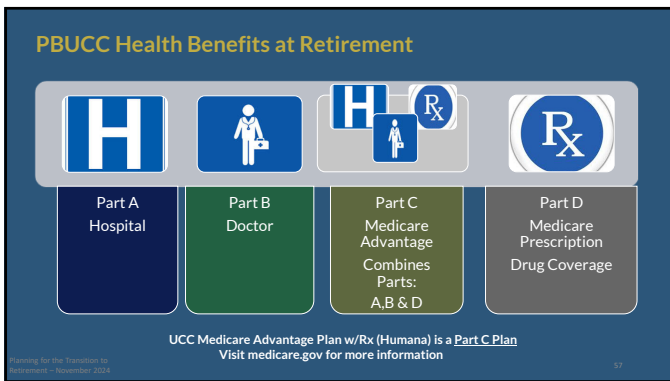 PBUCC Health Benefits at Retirement
H
H
Rx
Rx
Part A
Hospital
Part B
Doctor
Part C
Medicare
Advantage
Combines
Parts:
A,B & D
Part D
Medicare
Prescription
Drug Coverage
UCC Medicare Advantage Plan w/Rx (Humana) is a Part C Plan
Visit medicare.gov for more information
Planning for the Transition to
Retirement – November 2024
57